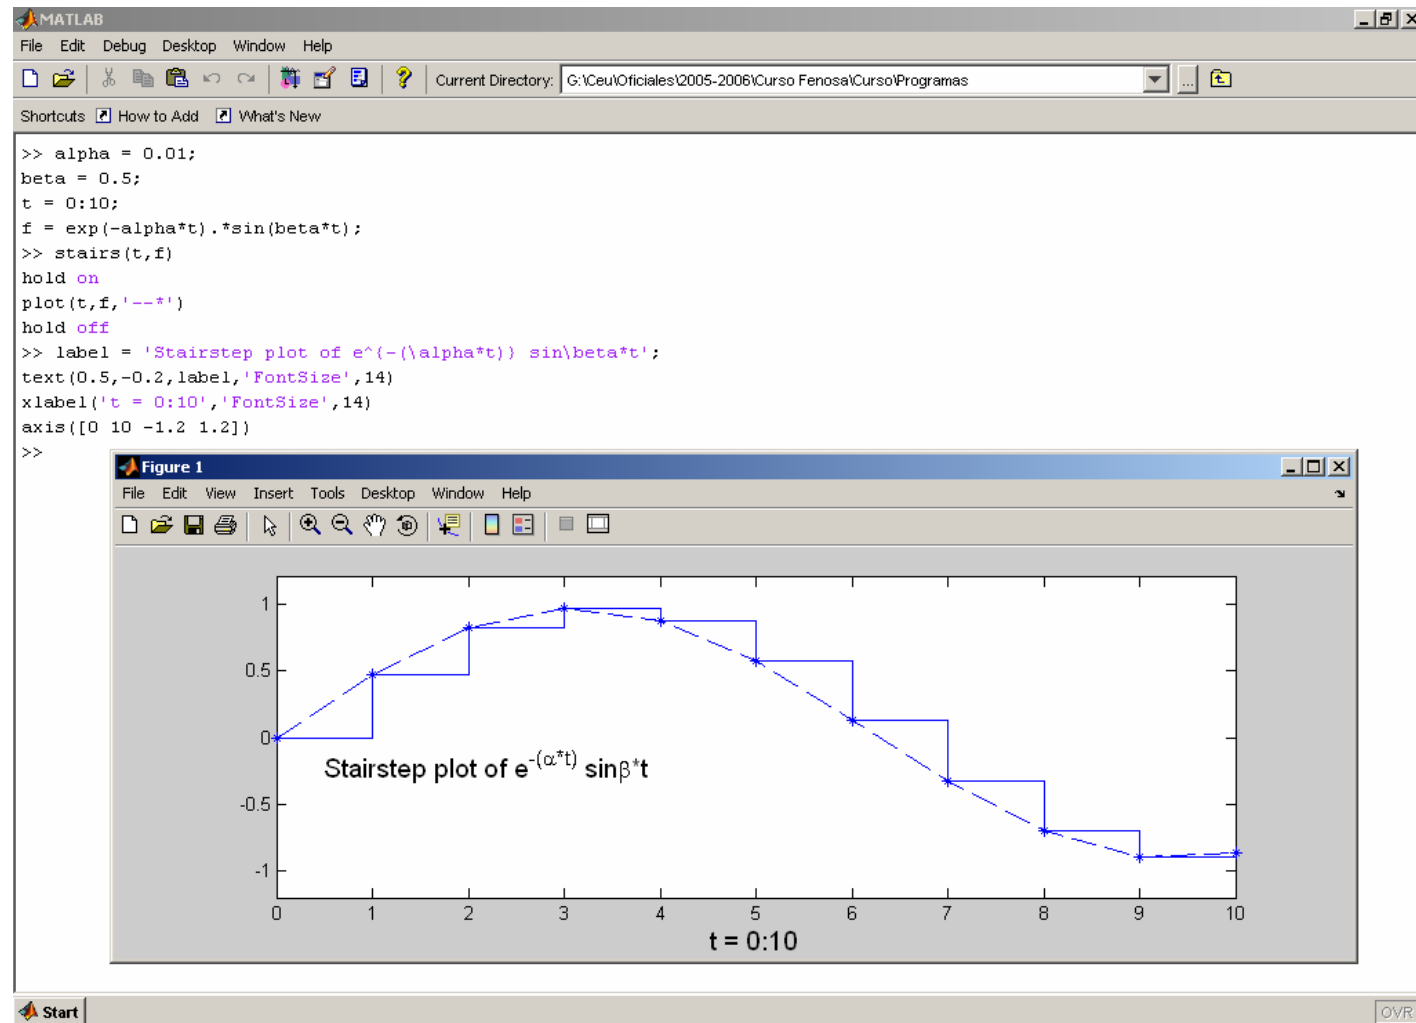 MATLAB
File Edit Debug Desktop Window Help
Current Directory: G:\Ceu\Oficiales\2005-2006\Curso Fenosa\Curso\Programas ...
Shortcuts How to Add What's New
>> alpha = 0.01;
beta = 0.5;
t = 0:10;
f = exp(-alpha*t).*sin(beta*t);
>> stairs(t,f)
hold on
plot(t,f,'--*')
hold off
>> label = 'Stairstep plot of e^{-(\alpha*t)} sin\beta*t';
text(0.5,-0.2,label,'FontSize',14)
xlabel('t = 0:10','FontSize',14)
axis([0 10 -1.2 1.2])
>>
Figure 1
File Edit View Insert Tools Desktop Window Help
1
0.5
0
Stairstep plot of e^-(α*t) sinβ*t
-0.5
-1
0 1 2 3 4 5 6 7 8 9 10
t = 0:10
Start
OVR